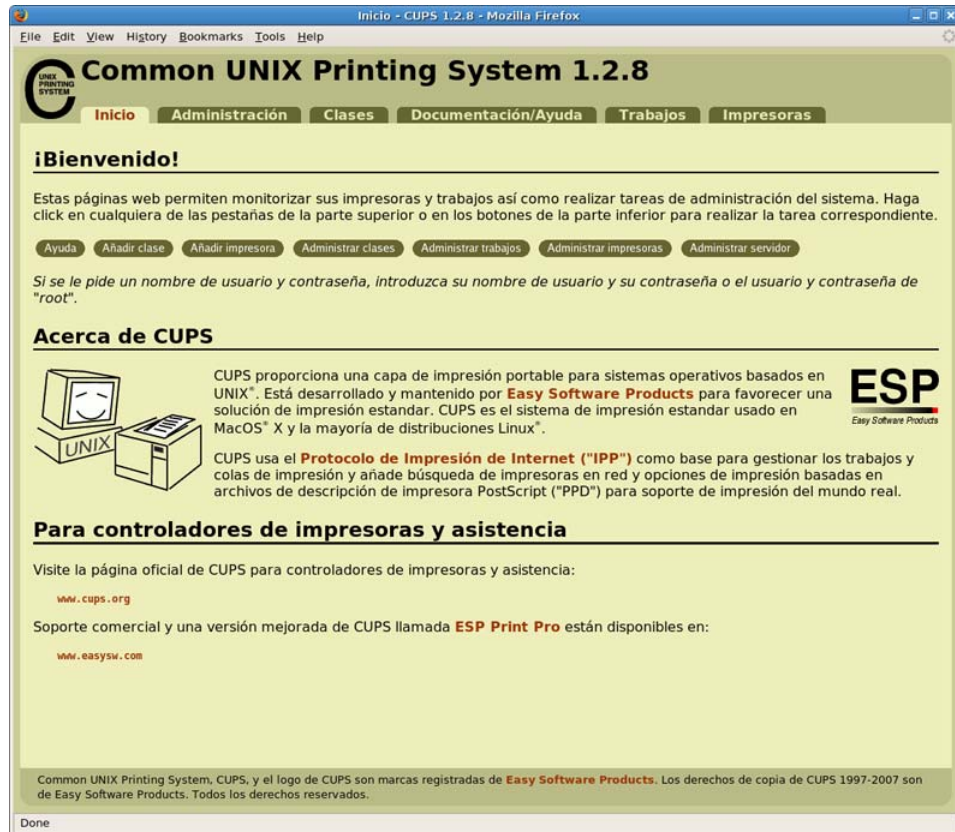 Inicio - CUPS 1.2.8 - Mozilla Firefox
File Edit View History Bookmarks Tools Help
UNIX
PRINTING
SYSTEM
Common UNIX Printing System 1.2.8
Inicio Administración Clases Documentación/Ayuda Trabajos Impresoras
¡Bienvenido!
Estas páginas web permiten monitorizar sus impresoras y trabajos así como realizar tareas de administración del sistema. Haga
click en cualquiera de las pestañas de la parte superior o en los botones de la parte inferior para realizar la tarea correspondiente.
Ayuda Añadir clase Añadir impresora Administrar clases Administrar trabajos Administrar impresoras Administrar servidor
Si se le pide un nombre de usuario y contraseña, introduzca su nombre de usuario y su contraseña o el usuario y contraseña de
"root".
Acerca de CUPS
UNIX
CUPS proporciona una capa de impresión portable para sistemas operativos basados en
UNIX®. Está desarrollado y mantenido por Easy Software Products para favorecer una
solución de impresión estandar. CUPS es el sistema de impresión estandar usado en
MacOS® X y la mayoría de distribuciones Linux®.
ESP
Easy Software Products
CUPS usa el Protocolo de Impresión de Internet ("IPP") como base para gestionar los trabajos y
colas de impresión y añade búsqueda de impresoras en red y opciones de impresión basadas en
archivos de descripción de impresora PostScript ("PPD") para soporte de impresión del mundo real.
Para controladores de impresoras y asistencia
Visite la página oficial de CUPS para controladores de impresoras y asistencia:
www.cups.org
Soporte comercial y una versión mejorada de CUPS llamada ESP Print Pro están disponibles en:
www.easysw.com
Common UNIX Printing System, CUPS, y el logo de CUPS son marcas registradas de Easy Software Products. Los derechos de copia de CUPS 1997-2007 son
de Easy Software Products. Todos los derechos reservados.
Done